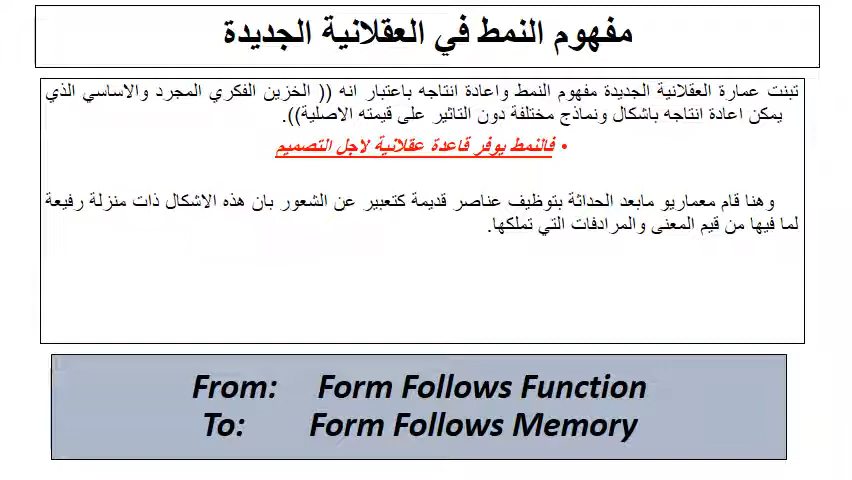 مفهوم النمط في العقلانية الجديدة
تبنت عمارة العقلانية الجديدة مفهوم النمط واعادة انتاجه باعتبار انه (( الخزين الفكري المجرد والاساسي الذي
يمكن اعادة انتاجه باشكال ونماذج مختلفة دون التاثير على قيمته الاصلية)).
• فالنمط يوفر قاعدة عقلانية لاجل التصميم
وهنا قام معماريو مابعد الحداثة بتوظيف عناصر قديمة كتعبير عن الشعور بان هذه الاشكال ذات منزلة رفيعة
لما فيها من قيم المعنى والمرادفات التي تملكها.
From: Form Follows Function
To: Form Follows Memory